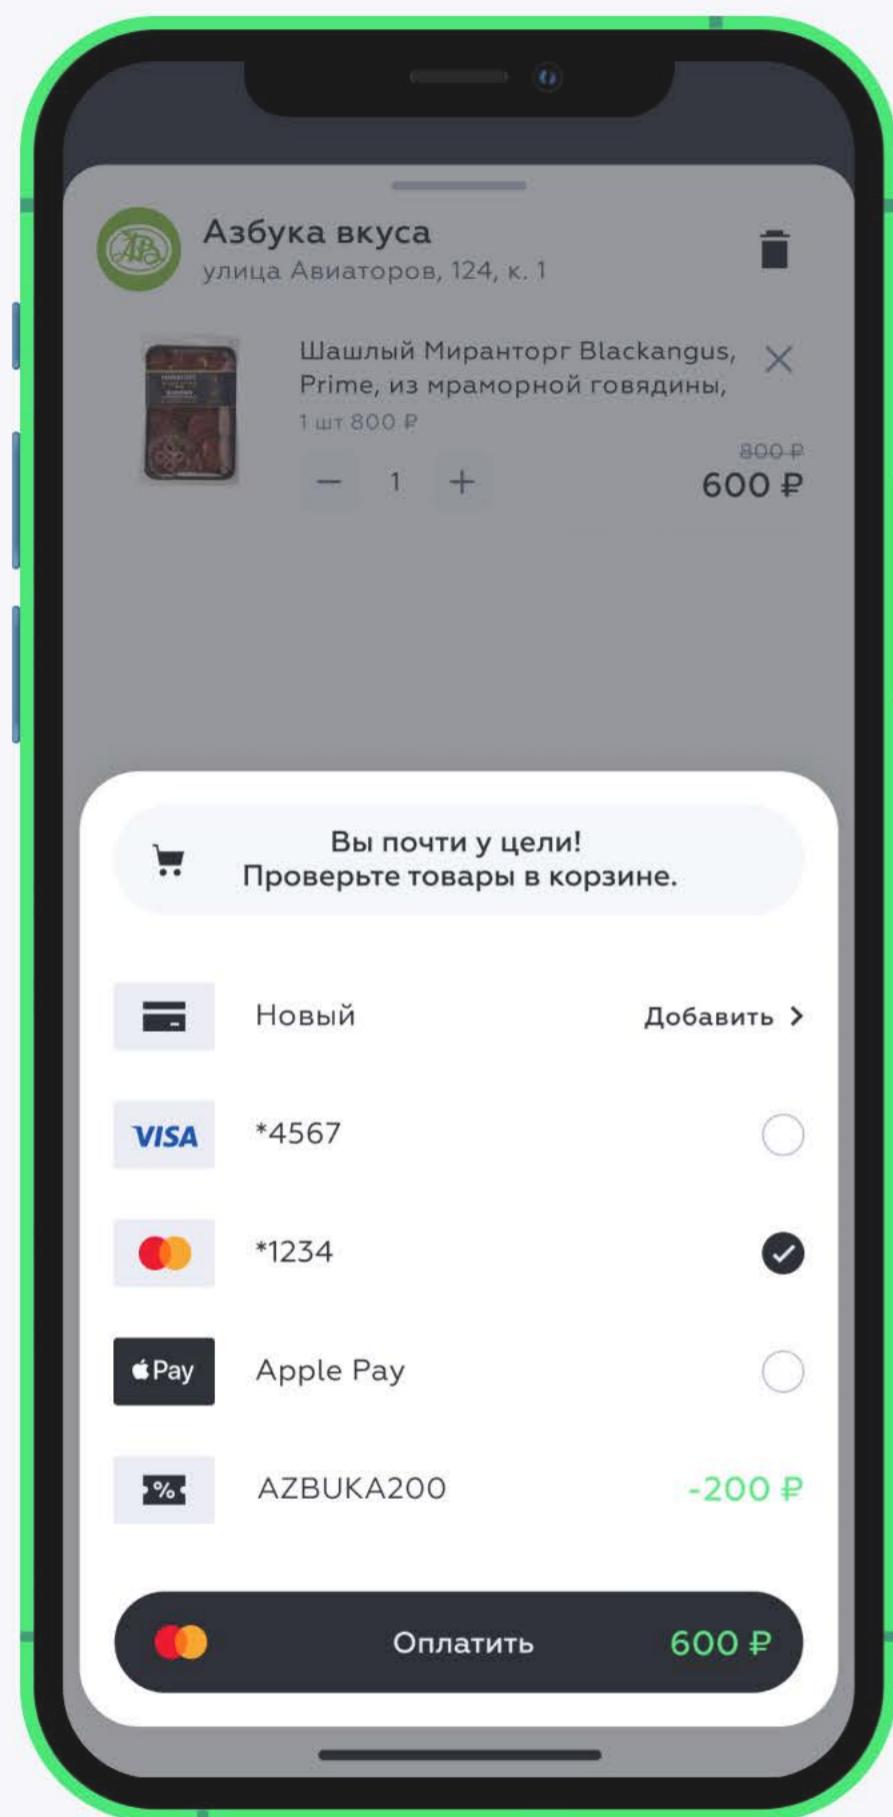 Азбука вкуса
улица Авиаторов, 124, к. 1
Шашлый Миранторг Blackangus,
Prime, из мраморной говядины,
1 шт 800 ₽
800 ₽
1
600 ₽
Вы почти у цели!
Проверьте товары в корзине.
Новый Добавить >
VISA *4567
*1234
Pay Apple Pay
% AZBUKA200 -200 ₽
Оплатить 600 ₽